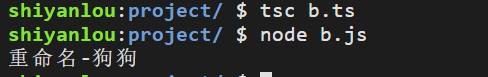 shiyanlou:project/ $ tsc b.ts
shiyanlou:project/ $ node b.js
重命名-狗狗